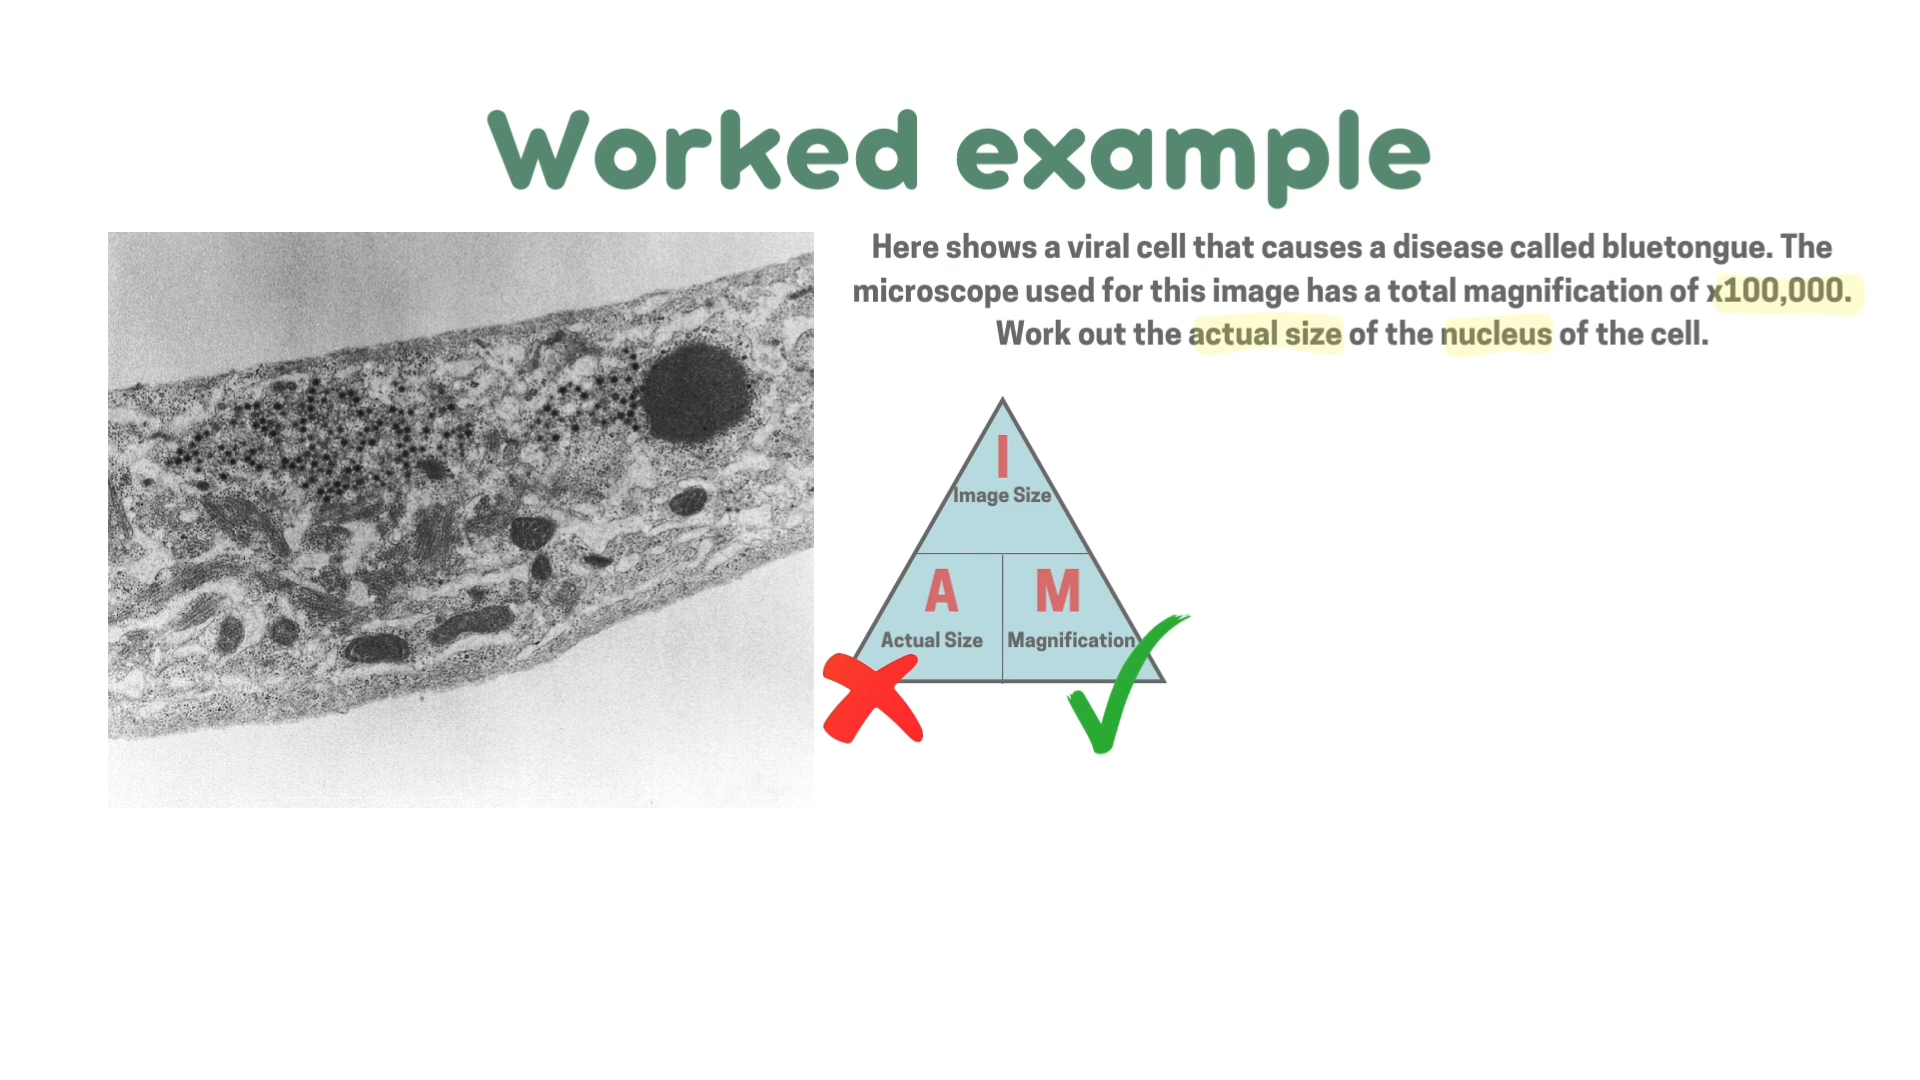 Worked example
Here shows a viral cell that causes a disease called bluetongue. The
microscope used for this image has a total magnification of x100,000.
Work out the actual size of the nucleus of the cell.
I
Image Size
A M
Actual Size Magnification